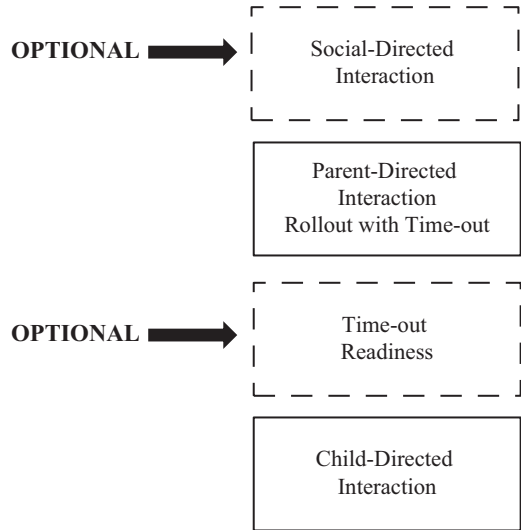 OPTIONAL
Social-Directed
Interaction
Parent-Directed
Interaction
Rollout with Time-out
OPTIONAL
Time-out
Readiness
Child-Directed
Interaction